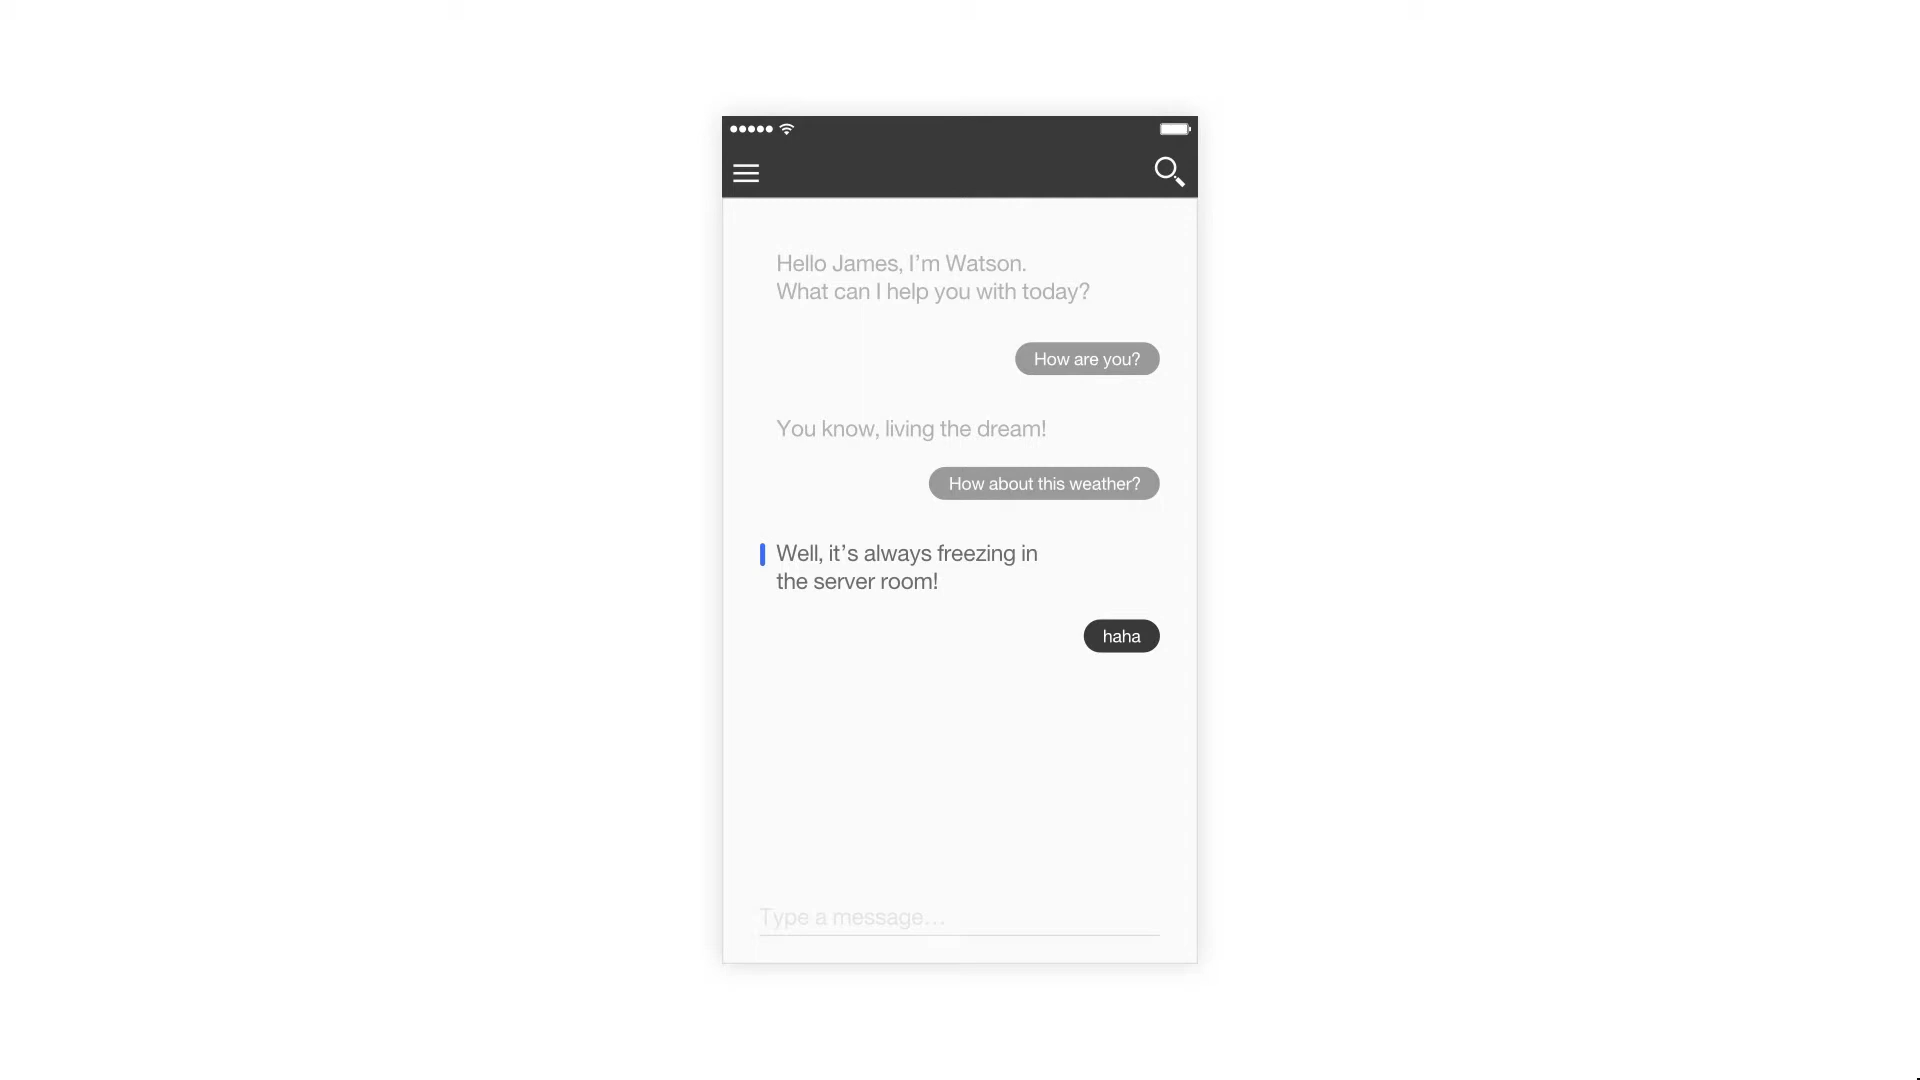 Hello James, I’m Watson.
What can I help you with today?
How are you?
You know, living the dream!
How about this weather?
Well, it’s always freezing in
the server room!
haha
Type a message...